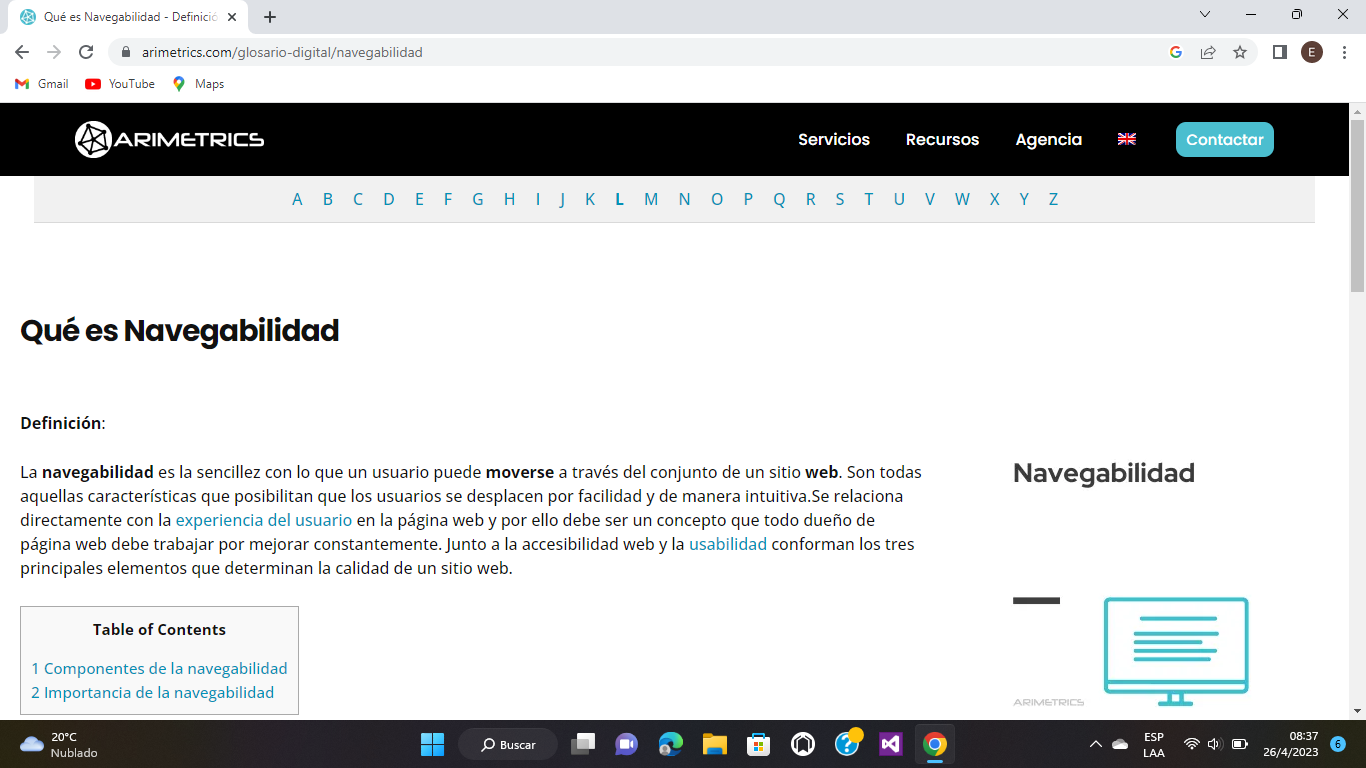 Qué es Navegabilidad - Definició
arimetrics.com/glosario-digital/navegabilidad
E
Gmail YouTube Maps
ARIMETRICS Servicios Recursos Agencia Contactar
A B C D E F G H I J K L M N O P Q R S T U V W X Y Z
Qué es Navegabilidad
Definición:
La navegabilidad es la sencillez con lo que un usuario puede moverse a través del conjunto de un sitio web. Son todas
aquellas características que posibilitan que los usuarios se desplacen por facilidad y de manera intuitiva.Se relaciona
directamente con la experiencia del usuario en la página web y por ello debe ser un concepto que todo dueño de
página web debe trabajar por mejorar constantemente. Junto a la accesibilidad web y la usabilidad conforman los tres
principales elementos que determinan la calidad de un sitio web.
Navegabilidad
ARIMETRICS
Table of Contents
1 Componentes de la navegabilidad
2 Importancia de la navegabilidad
20°C
Nublado
Buscar
ESP
LAA
08:37
26/4/2023
6